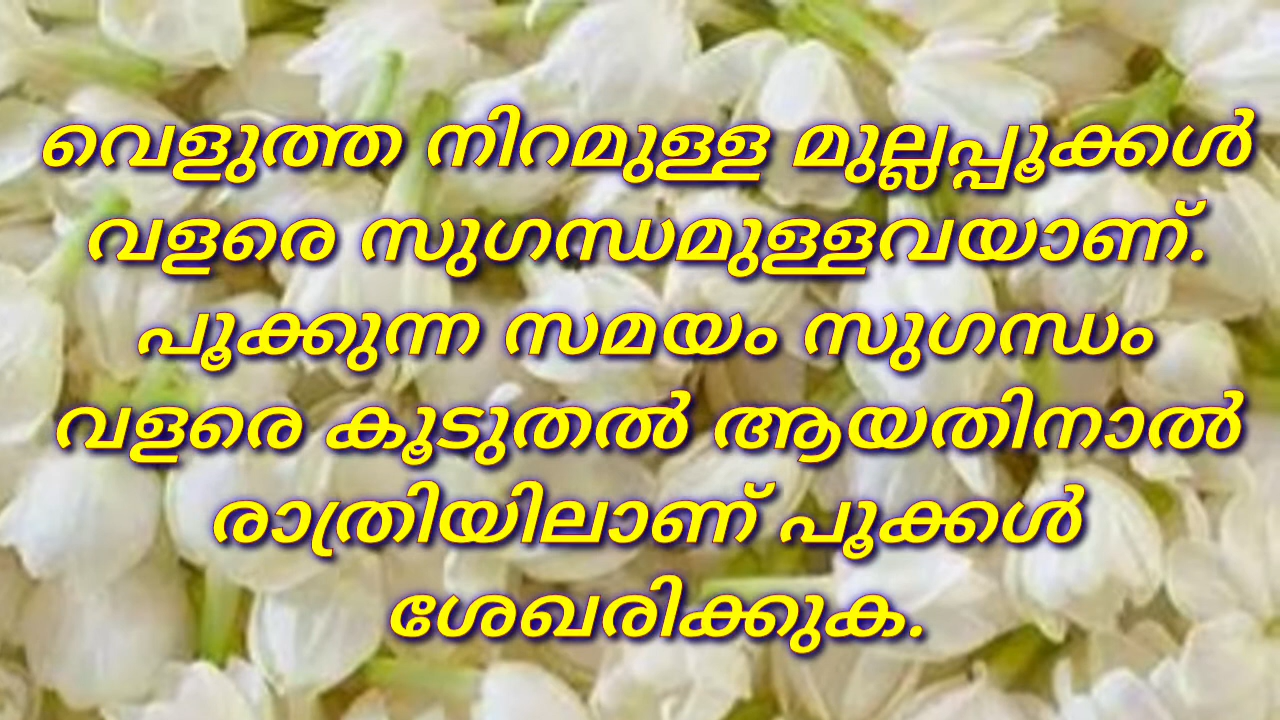 വെളുത്ത നിറമുള്ള മുല്ലപ്പൂക്കൾ
വളരെ സുഗന്ധമുള്ളവയാണ്.
പൂക്കുന്ന സമയം സുഗന്ധം
വളരെ കൂടുതൽ ആയതിനാൽ
രാത്രിയിലാണ് പൂക്കൾ
ശേഖരിക്കുക.